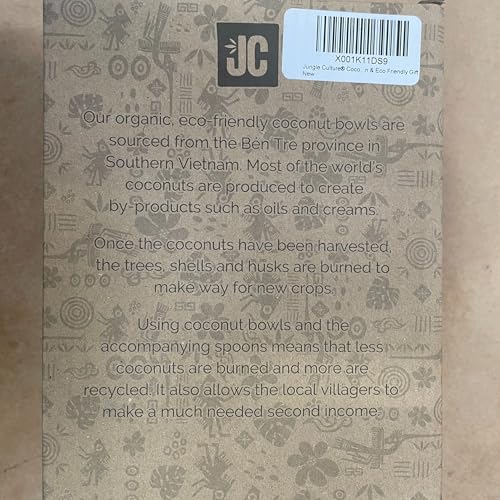 JC
X001K11DS9
Jungle Culture® Coco...n & Eco Friendly Gift
New
Our organic, eco-friendly coconut bowls are
sourced from the Ben Tre province in
Southern Vietnam. Most of the world's
coconuts are produced to create
by-products such as oils and creams.
Once the coconuts have been harvested,
the trees, shells and husks are burned to
make way for new crops.
Using coconut bowls and the
accompanying spoons means that less
coconuts are burned and more are
recycled. It also allows the local villagers to
make a much needed second income.